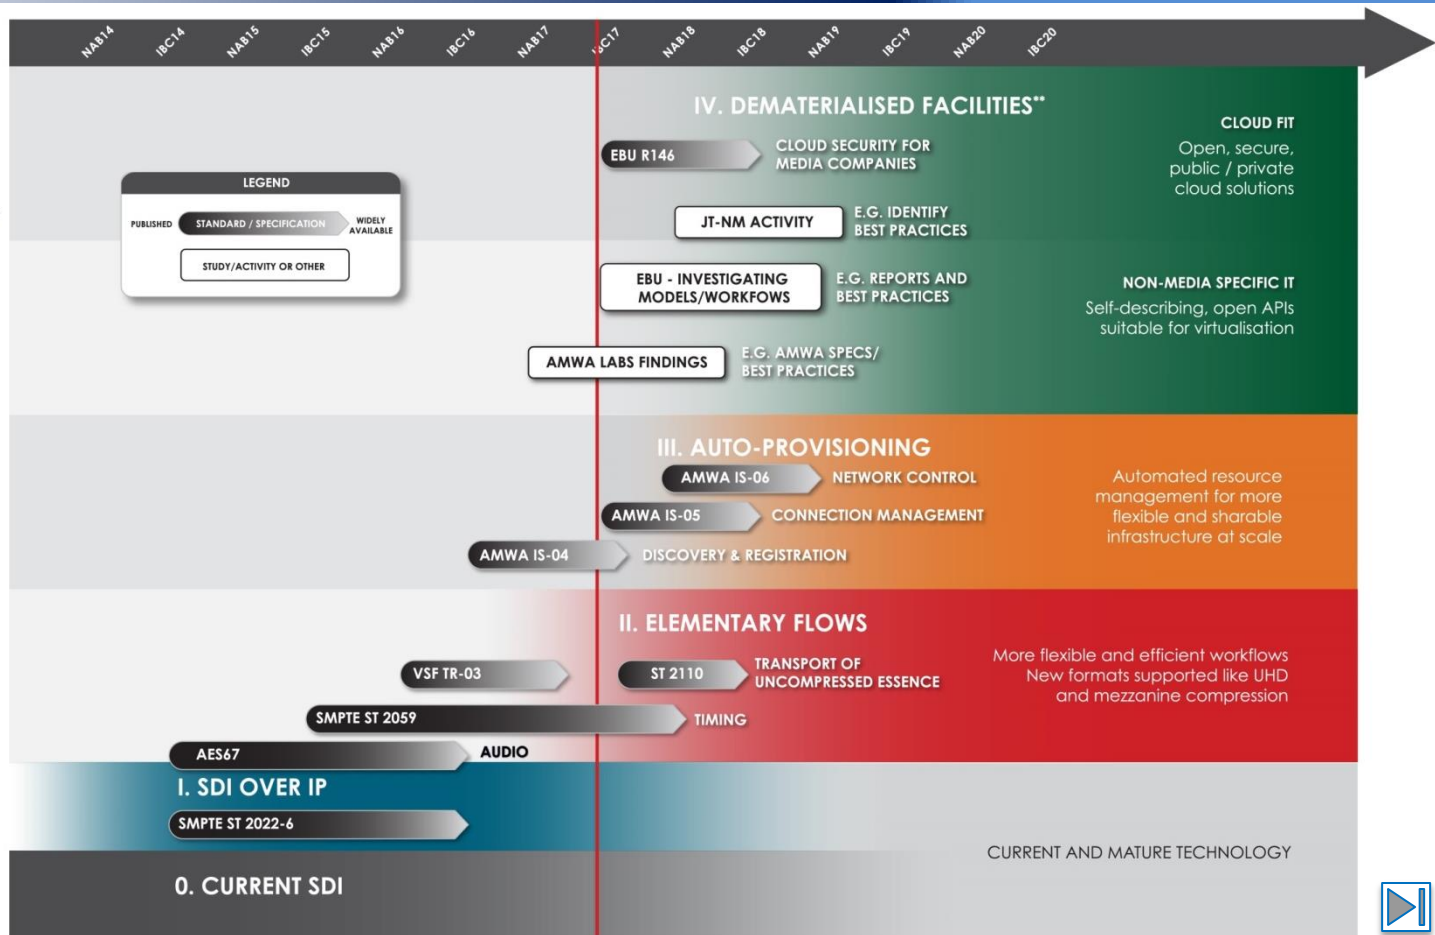 NAB14
IBC14
NAB15
IBC15
NAB16
IBC16
NAB17
IBC17
NAB18
IBC18
NAB19
IBC19
NAB20
IBC20
IV. DEMATERIALISED FACILITIES**
EBU R146
CLOUD SECURITY FOR
MEDIA COMPANIES
CLOUD FIT
Open, secure,
public / private
cloud solutions
LEGEND
PUBLISHED
STANDARD / SPECIFICATION
WIDELY
AVAILABLE
STUDY/ACTIVITY OR OTHER
JT-NM ACTIVITY
E.G. IDENTIFY
BEST PRACTICES
EBU - INVESTIGATING
MODELS/WORKFOWS
E.G. REPORTS AND
BEST PRACTICES
NON-MEDIA SPECIFIC IT
Self-describing, open APIs
suitable for virtualisation
AMWA LABS FINDINGS
E.G. AMWA SPECS/
BEST PRACTICES
III. AUTO-PROVISIONING
AMWA IS-06
NETWORK CONTROL
AMWA IS-05
CONNECTION MANAGEMENT
AMWA IS-04
DISCOVERY & REGISTRATION
Automated resource
management for more
flexible and sharable
infrastructure at scale
II. ELEMENTARY FLOWS
VSF TR-03
ST 2110
TRANSPORT OF
UNCOMPRESSED ESSENCE
SMPTE ST 2059
TIMING
AES67
AUDIO
More flexible and efficient workflows
New formats supported like UHD
and mezzanine compression
I. SDI OVER IP
SMPTE ST 2022-6
CURRENT AND MATURE TECHNOLOGY
0. CURRENT SDI